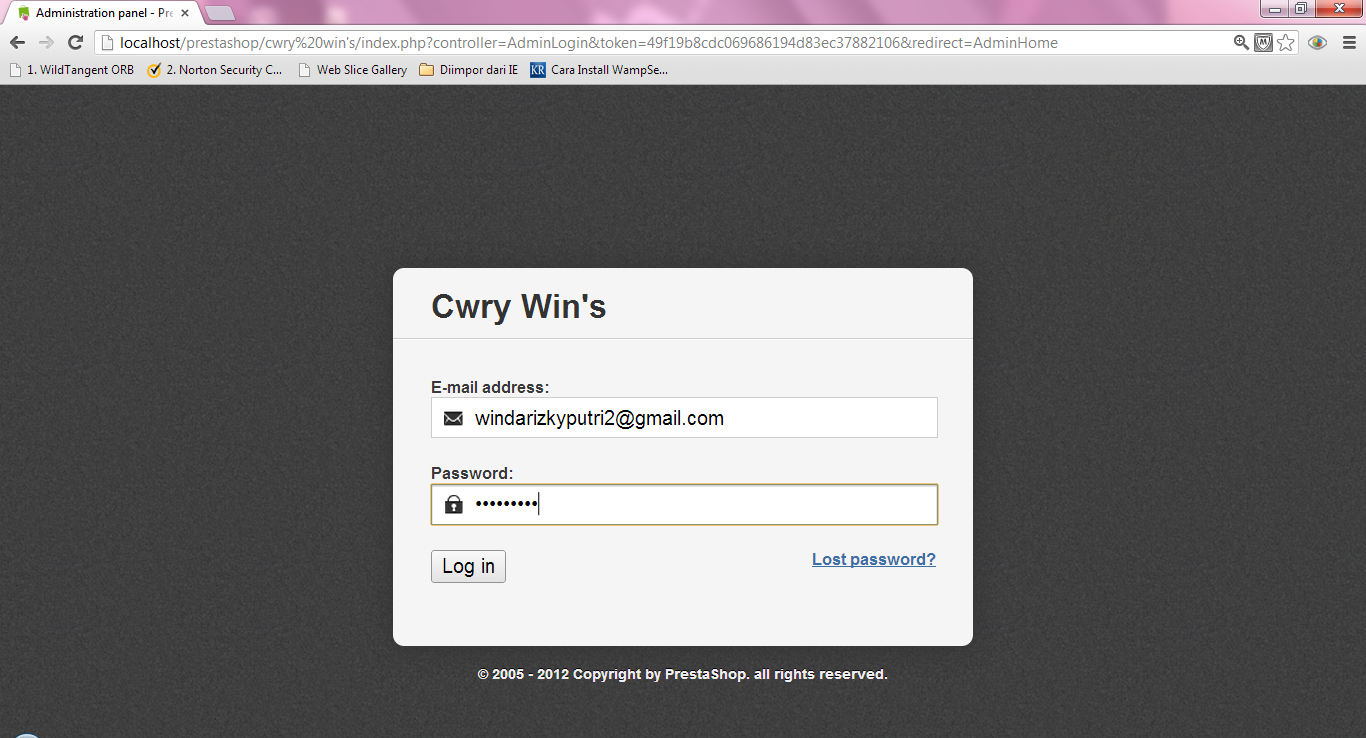 Administration panel - Pre
localhost/prestashop/cwry%20win's/index.php?controller=AdminLogin&token=49f19b8cdc069686194d83ec37882106&redirect=AdminHome
1. WildTangent ORB 2. Norton Security C... Web Slice Gallery Diimpor dari IE KR Cara Install WampSe...
Cwry Win's
E-mail address:
windarizkyputri2@gmail.com
Password:
•••••••••
Log in Lost password?
© 2005 - 2012 Copyright by PrestaShop. all rights reserved.